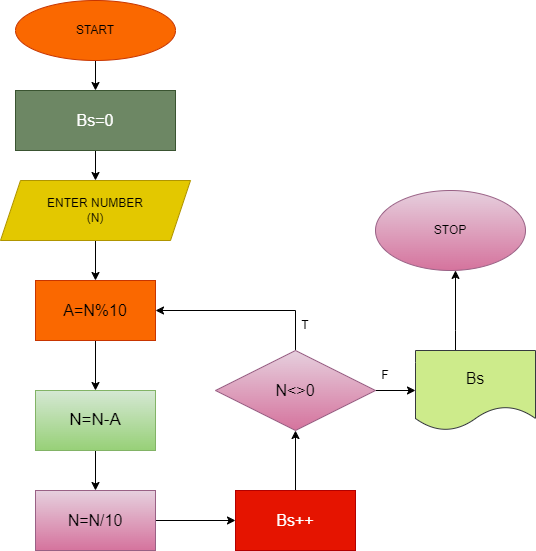 START
Bs=0
ENTER NUMBER
(N)
A=N%10
N=N-A
N=N/10
Bs++
N<>0
T
F
Bs
STOP